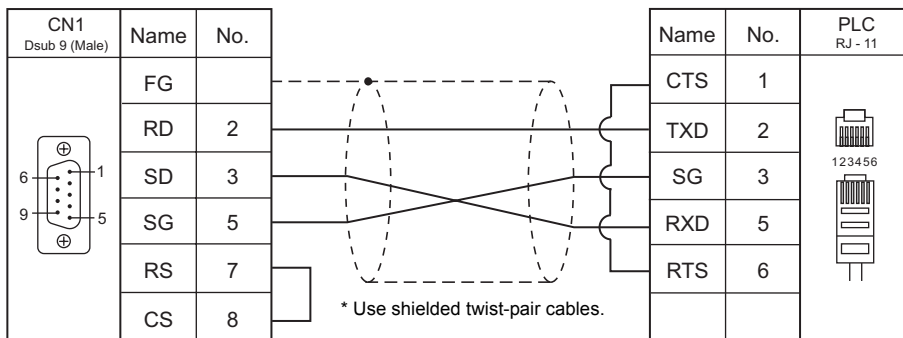 CN1
Dsub 9 (Male)
Name No.
FG
RD 2
SD 3
SG 5
RS 7
CS 8
6 1
9 5
* Use shielded twist-pair cables.
Name No.
PLC
RJ - 11
CTS 1
TXD 2
SG 3
RXD 5
RTS 6
123456